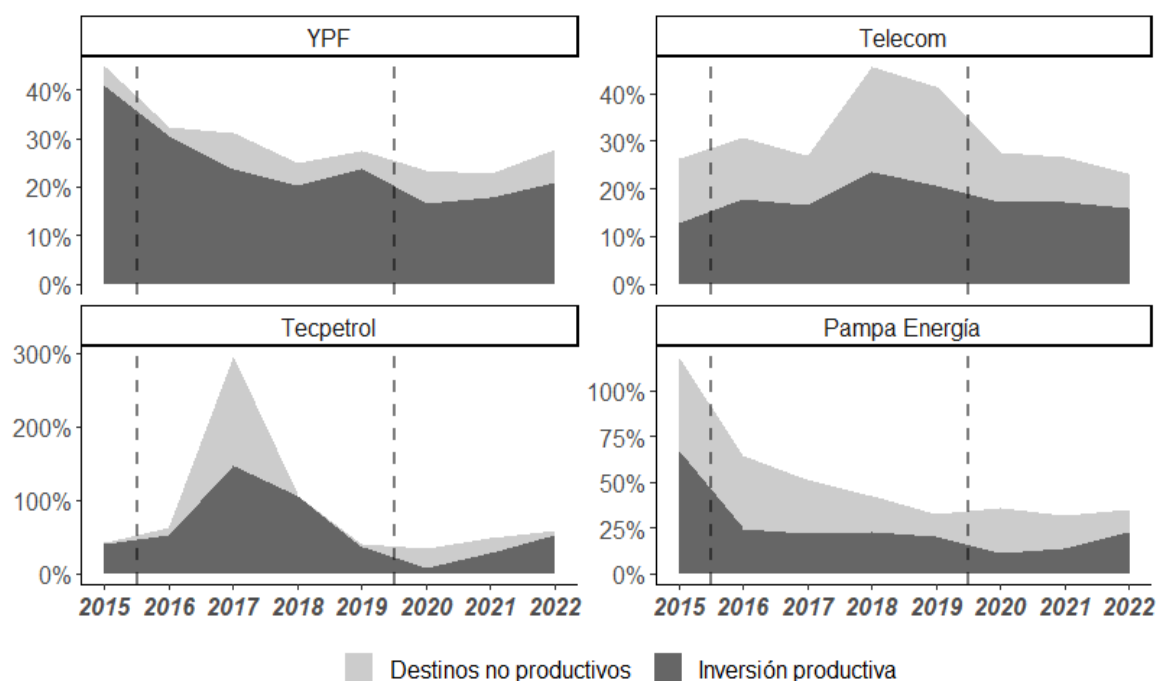 YPF
Telecom
40%
30%
20%
10%
0%
40%
30%
20%
10%
0%
Tecpetrol
Pampa Energía
300%
200%
100%
0%
100%
75%
50%
25%
0%
2015 2016 2017 2018 2019 2020 2021 2022
2015 2016 2017 2018 2019 2020 2021 2022
Destinos no productivos
Inversión productiva